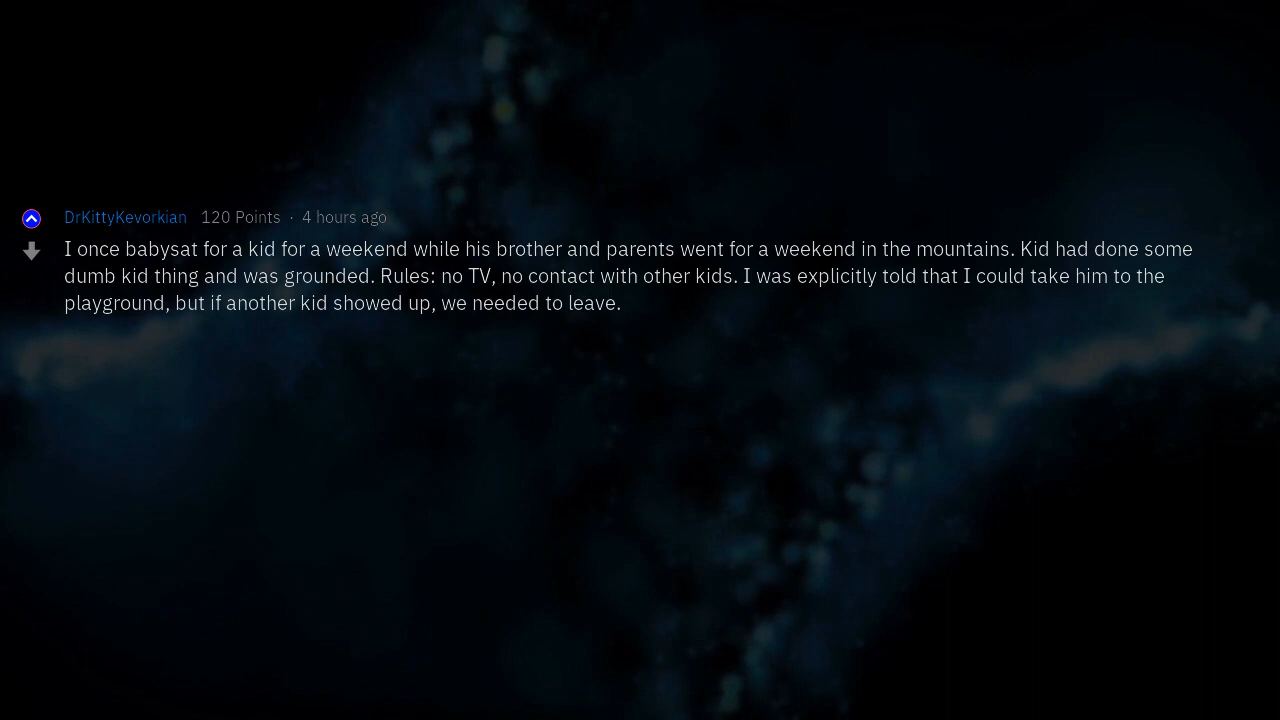 DrKittyKevorkian 120 Points · 4 hours ago
I once babysat for a kid for a weekend while his brother and parents went for a weekend in the mountains. Kid had done some
dumb kid thing and was grounded. Rules: no TV, no contact with other kids. I was explicitly told that I could take him to the
playground, but if another kid showed up, we needed to leave.